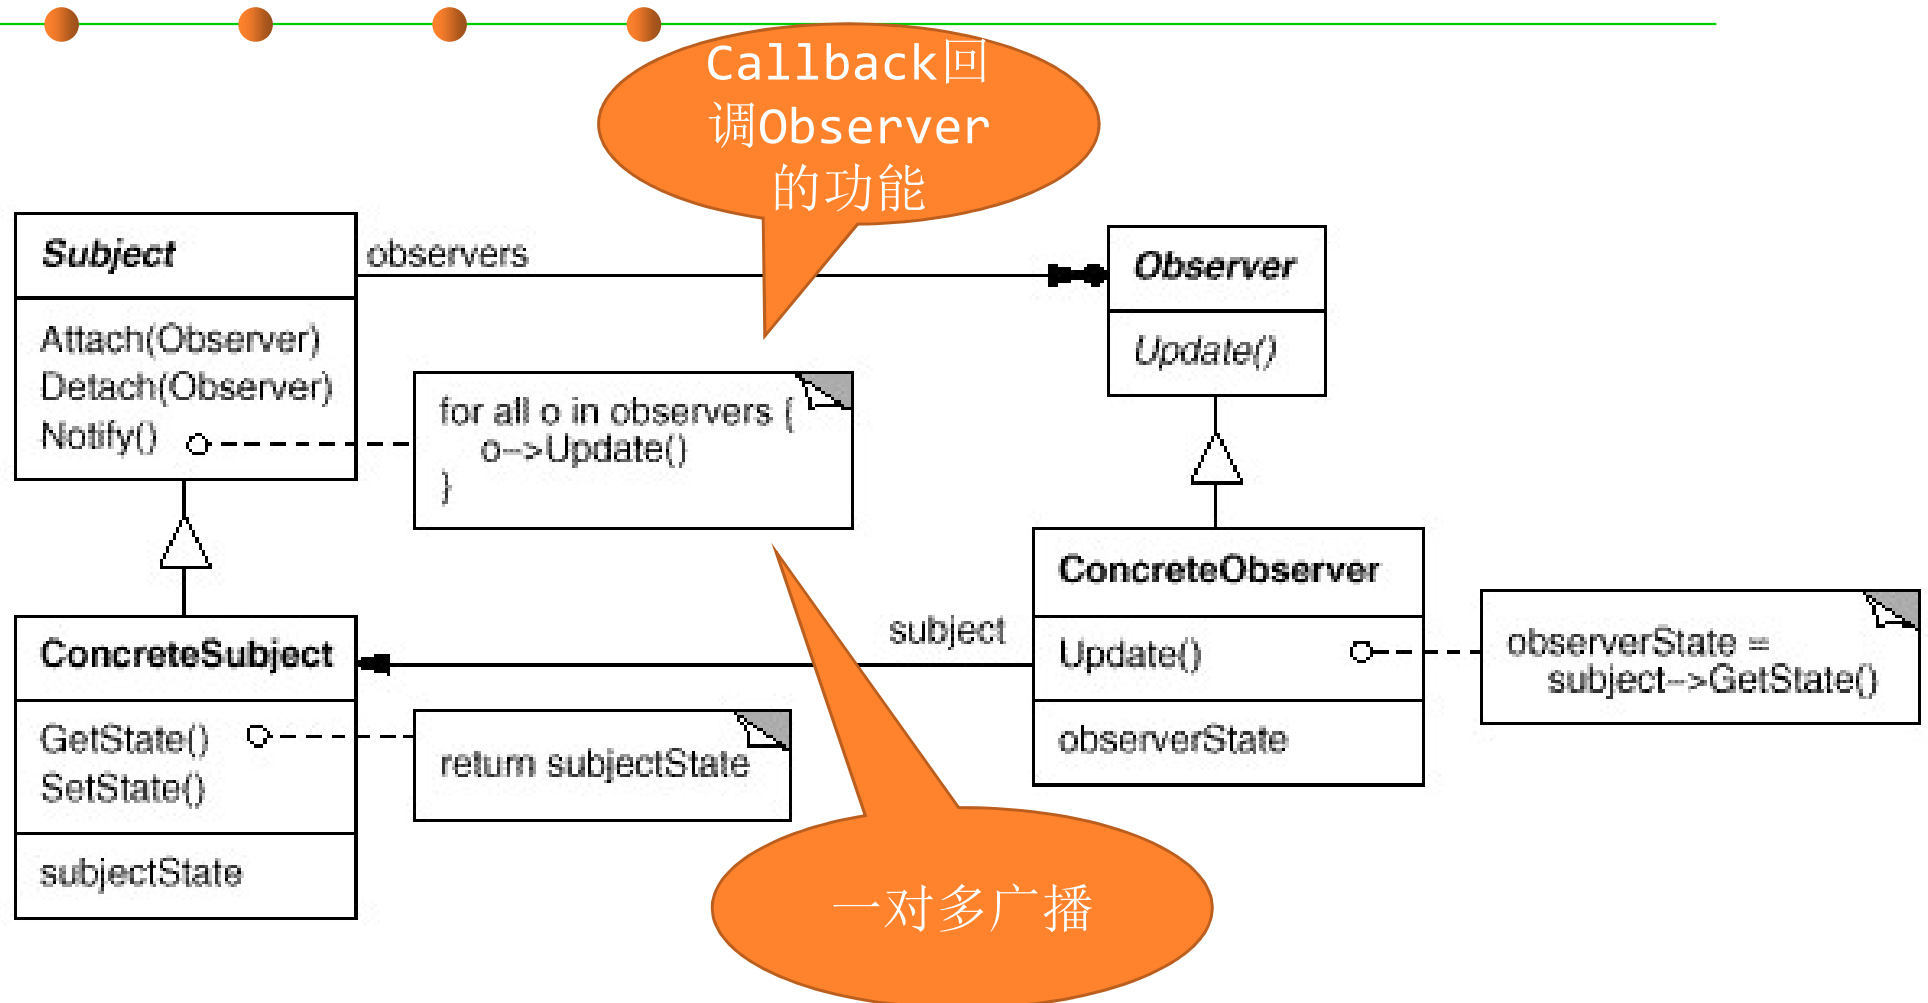 Callback回
调Observer
的功能
Subject
observers
Observer
Attach(Observer)
Detach(Observer)
Notify()
Update()
for all o in observers {
o->Update()
}
ConcreteObserver
ConcreteSubject
subject
Update()
observerState =
subject->GetState()
GetState()
SetState()
return subjectState
observerState
subjectState
一对多广播